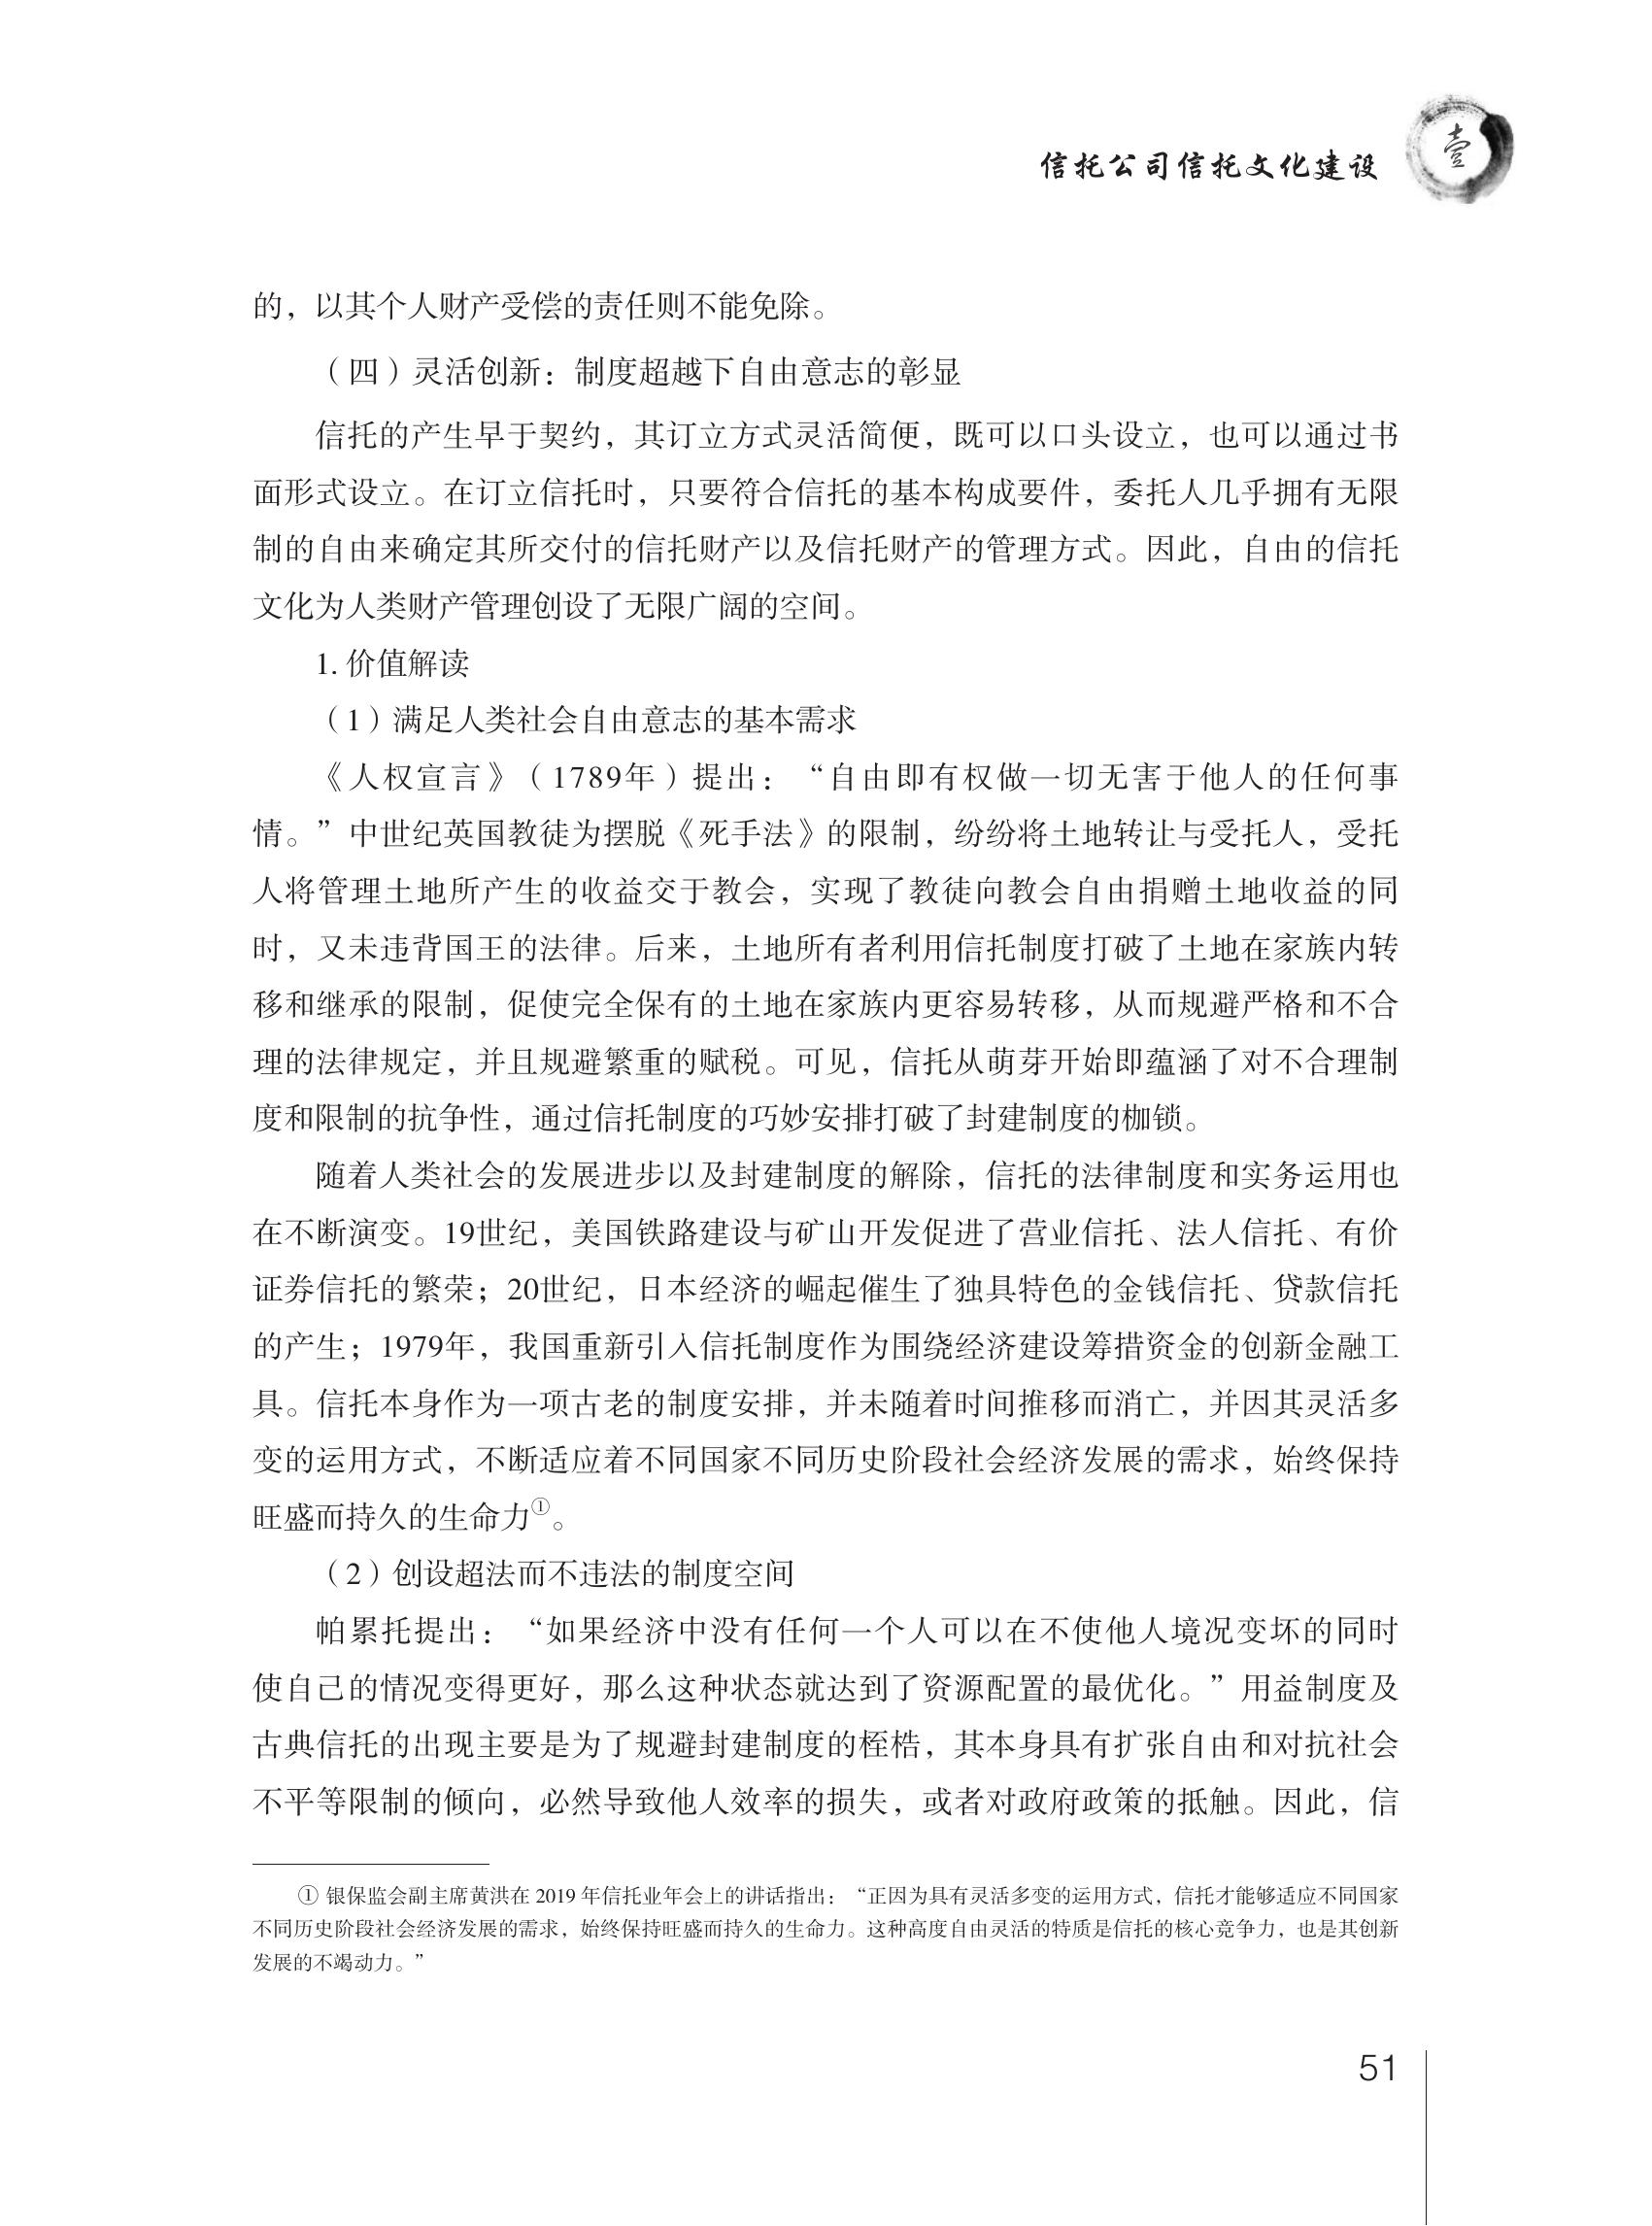 信托公司信托文化建设
壹
的，以其个人财产受偿的责任则不能免除。
（四）灵活创新：制度超越下自由意志的彰显
信托的产生早于契约，其订立方式灵活简便，既可以口头设立，也可以通过书
面形式设立。在订立信托时，只要符合信托的基本构成要件，委托人几乎拥有无限
制的自由来确定其所交付的信托财产以及信托财产的管理方式。因此，自由的信托
文化为人类财产管理创设了无限广阔的空间。
1. 价值解读
（1）满足人类社会自由意志的基本需求
《人权宣言》（1789年）提出：“自由即有权做一切无害于他人的任何事
情。”中世纪英国教徒为摆脱《死手法》的限制，纷纷将土地转让与受托人，受托
人将管理土地所产生的收益交于教会，实现了教徒向教会自由捐赠土地收益的同
时，又未违背国王的法律。后来，土地所有者利用信托制度打破了土地在家族内转
移和继承的限制，促使完全保有的土地在家族内更容易转移，从而规避严格和不合
理的法律规定，并且规避繁重的赋税。可见，信托从萌芽开始即蕴涵了对不合理制
度和限制的抗争性，通过信托制度的巧妙安排打破了封建制度的枷锁。
随着人类社会的发展进步以及封建制度的解除，信托的法律制度和实务运用也
在不断演变。19世纪，美国铁路建设与矿山开发促进了营业信托、法人信托、有价
证券信托的繁荣；20世纪，日本经济的崛起催生了独具特色的金钱信托、贷款信托
的产生；1979年，我国重新引入信托制度作为围绕经济建设筹措资金的创新金融工
具。信托本身作为一项古老的制度安排，并未随着时间推移而消亡，并因其灵活多
变的运用方式，不断适应着不同国家不同历史阶段社会经济发展的需求，始终保持
旺盛而持久的生命力①。
（2）创设超法而不违法的制度空间
帕累托提出：“如果经济中没有任何一个人可以在不使他人境况变坏的同时
使自己的情况变得更好，那么这种状态就达到了资源配置的最优化。”用益制度及
古典信托的出现主要是为了规避封建制度的桎梏，其本身具有扩张自由和对抗社会
不平等限制的倾向，必然导致他人效率的损失，或者对政府政策的抵触。因此，信
① 银保监会副主席黄洪在 2019 年信托业年会上的讲话指出：“正因为具有灵活多变的运用方式，信托才能够适应不同国家
不同历史阶段社会经济发展的需求，始终保持旺盛而持久的生命力。这种高度自由灵活的特质是信托的核心竞争力，也是其创新
发展的不竭动力。”
51